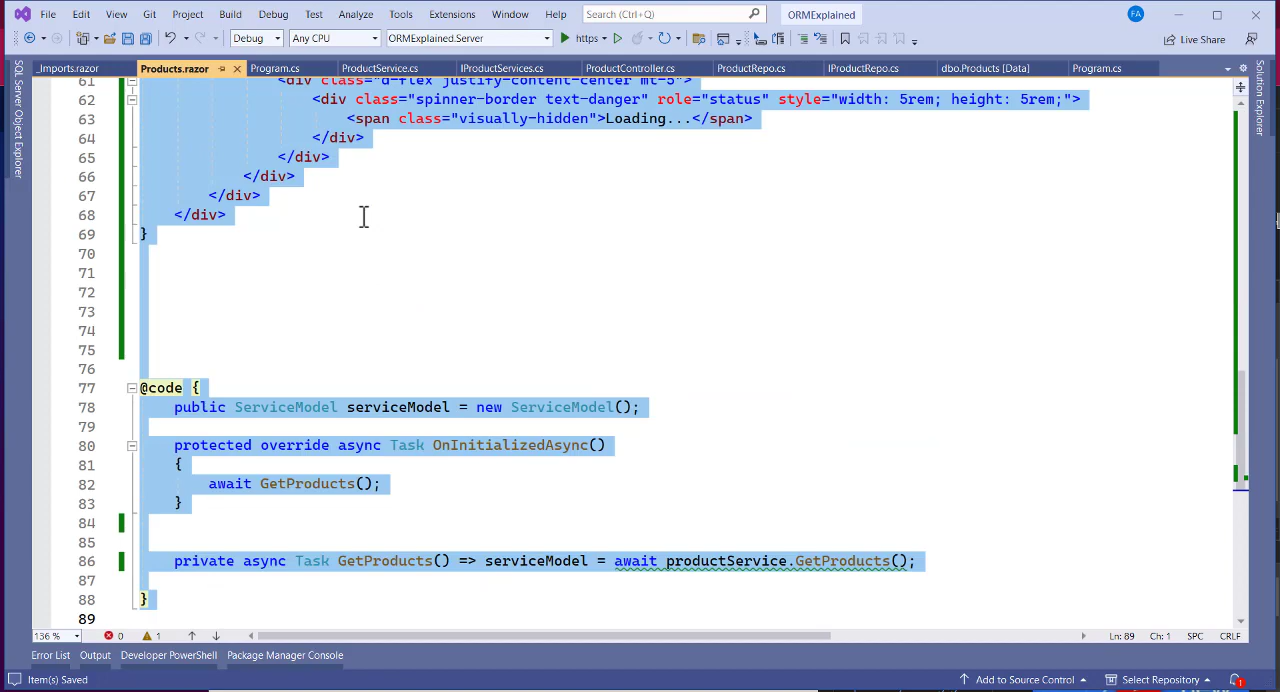 File Edit View Git Project Build Debug Test Analyze Tools Extensions Window Help Search (Ctrl+Q) ORMExplained FA
Debug Any CPU ORMExplained.Server https Live Share
_Imports.razor Products.razor Program.cs ProductService.cs IProductServices.cs ProductController.cs ProductRepo.cs IProductRepo.cs dbo.Products [Data] Program.cs
SQL Server Object Explorer
Solution Explorer
61 <div class="d-flex justify-content-center mt-5">
62 <div class="spinner-border text-danger" role="status" style="width: 5rem; height: 5rem;">
63 <span class="visually-hidden">Loading...</span>
64 </div>
65 </div>
66 </div>
67 </div>
68 </div>
69 }
70
71
72
73
74
75
76
77 @code {
78 public ServiceModel serviceModel = new ServiceModel();
79
80 protected override async Task OnInitializedAsync()
81 {
82 await GetProducts();
83 }
84
85
86 private async Task GetProducts() => serviceModel = await productService.GetProducts();
87
88 }
89
136 % 0 1 Ln: 89 Ch: 1 SPC CRLF
Error List Output Developer PowerShell Package Manager Console
Item(s) Saved Add to Source Control Select Repository 1